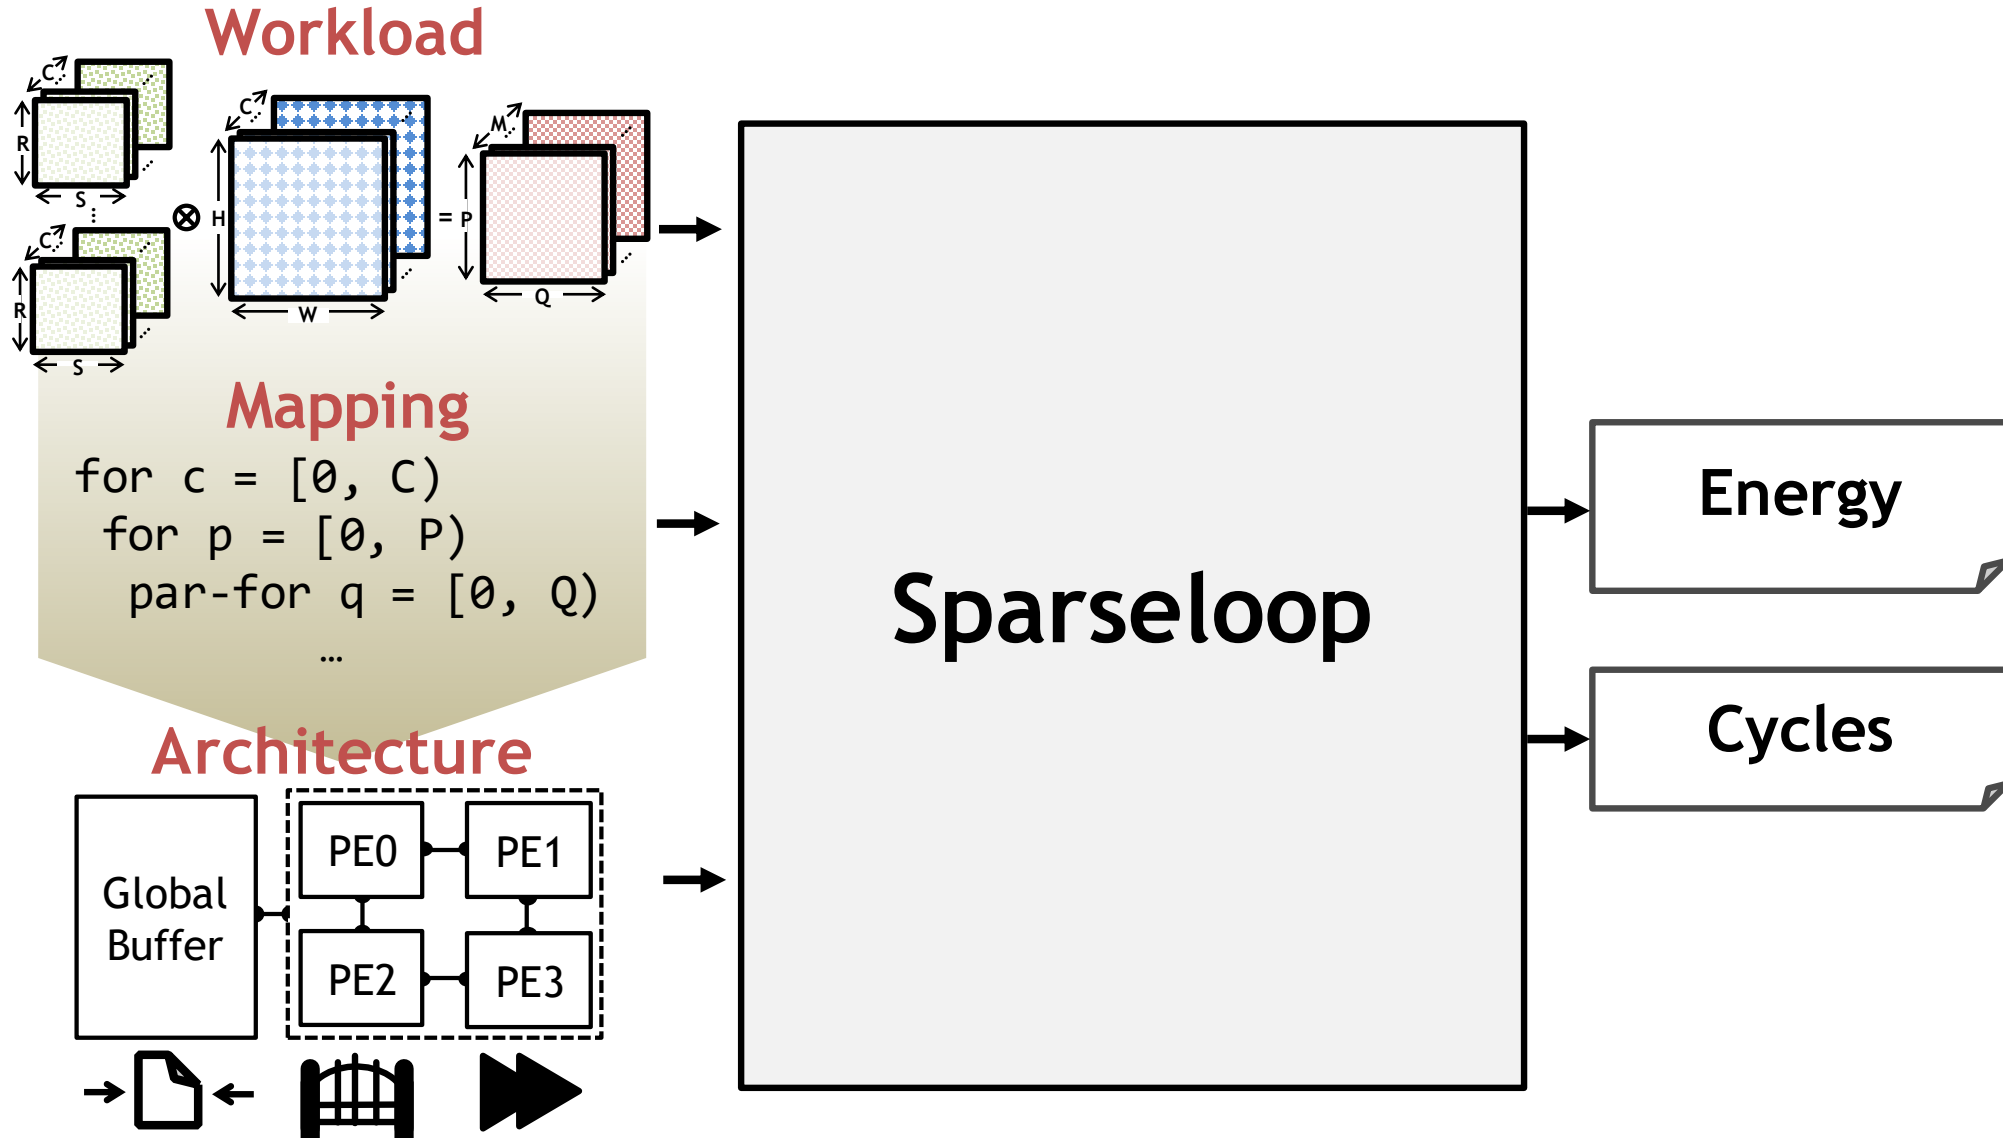 Workload
C
R
S
⋮
C
R
S
⊗
C
H
W
=
M
P
Q
Mapping
for c = [0, C)
for p = [0, P)
par-for q = [0, Q)
…
Architecture
Global
Buffer
PE0
PE1
PE2
PE3
Sparseloop
Energy
Cycles